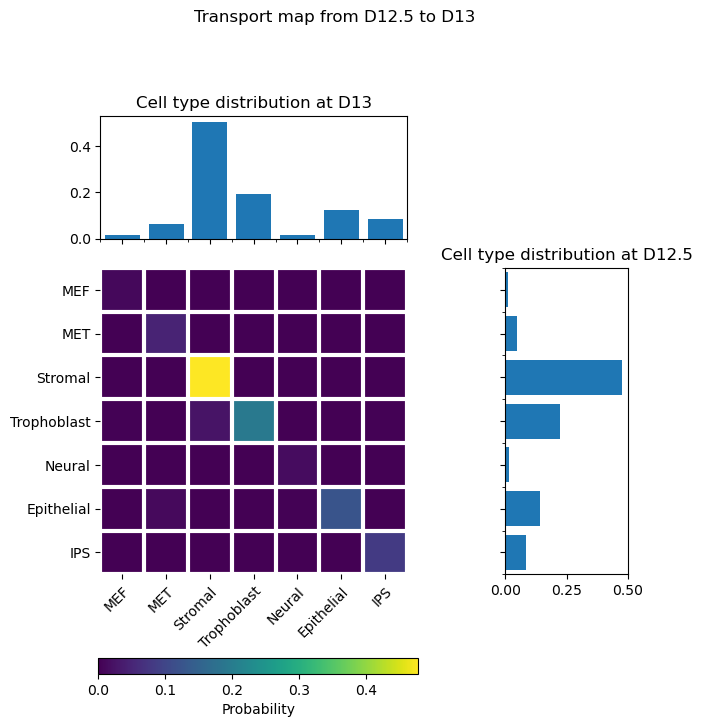 Transport map from D12.5 to D13
Cell type distribution at D13
0.4
0.2
0.0
Cell type distribution at D12.5
MEF
MET
Stromal
Trophoblast
Neural
Epithelial
IPS
0.00 0.25 0.50
MEF MET Stromal Trophoblast Neural Epithelial IPS
0.0 0.1 0.2 0.3 0.4
Probability